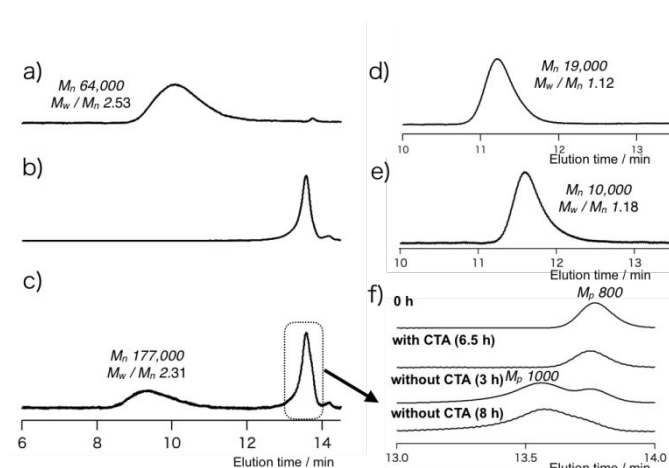 a)
Mn 64,000
Mw / Mn 2.53
b)
c)
Mn 177,000
Mw / Mn 2.31
6 8 10 12 14
Elution time / min
d)
Mn 19,000
Mw / Mn 1.12
10 11 12 13
Elution time / min
e)
Mn 10,000
Mw / Mn 1.18
10 11 12 13
Elution time / min
f)
Mp 800
0 h
with CTA (6.5 h)
without CTA (3 h) Mp 1000
without CTA (8 h)
13.0 13.5 14.0
Elution time / min